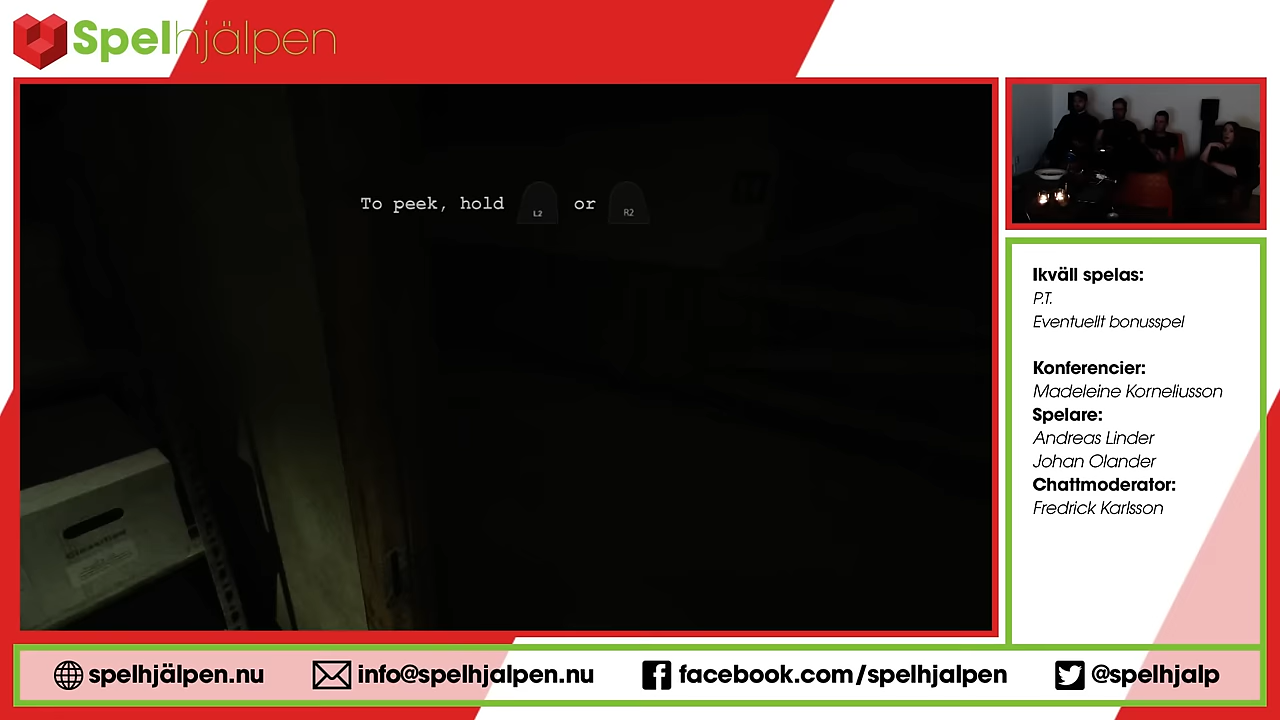 Spelhjälpen
To peek, hold L2 or R2
Ikväll spelas:
P.T.
Eventuellt bonusspel
Konferencier:
Madeleine Korneliusson
Spelare:
Andreas Linder
Johan Olander
Chattmoderator:
Fredrick Karlsson
spelhjälpen.nu
info@spelhjalpen.nu
facebook.com/spelhjalpen
@spelhjalp